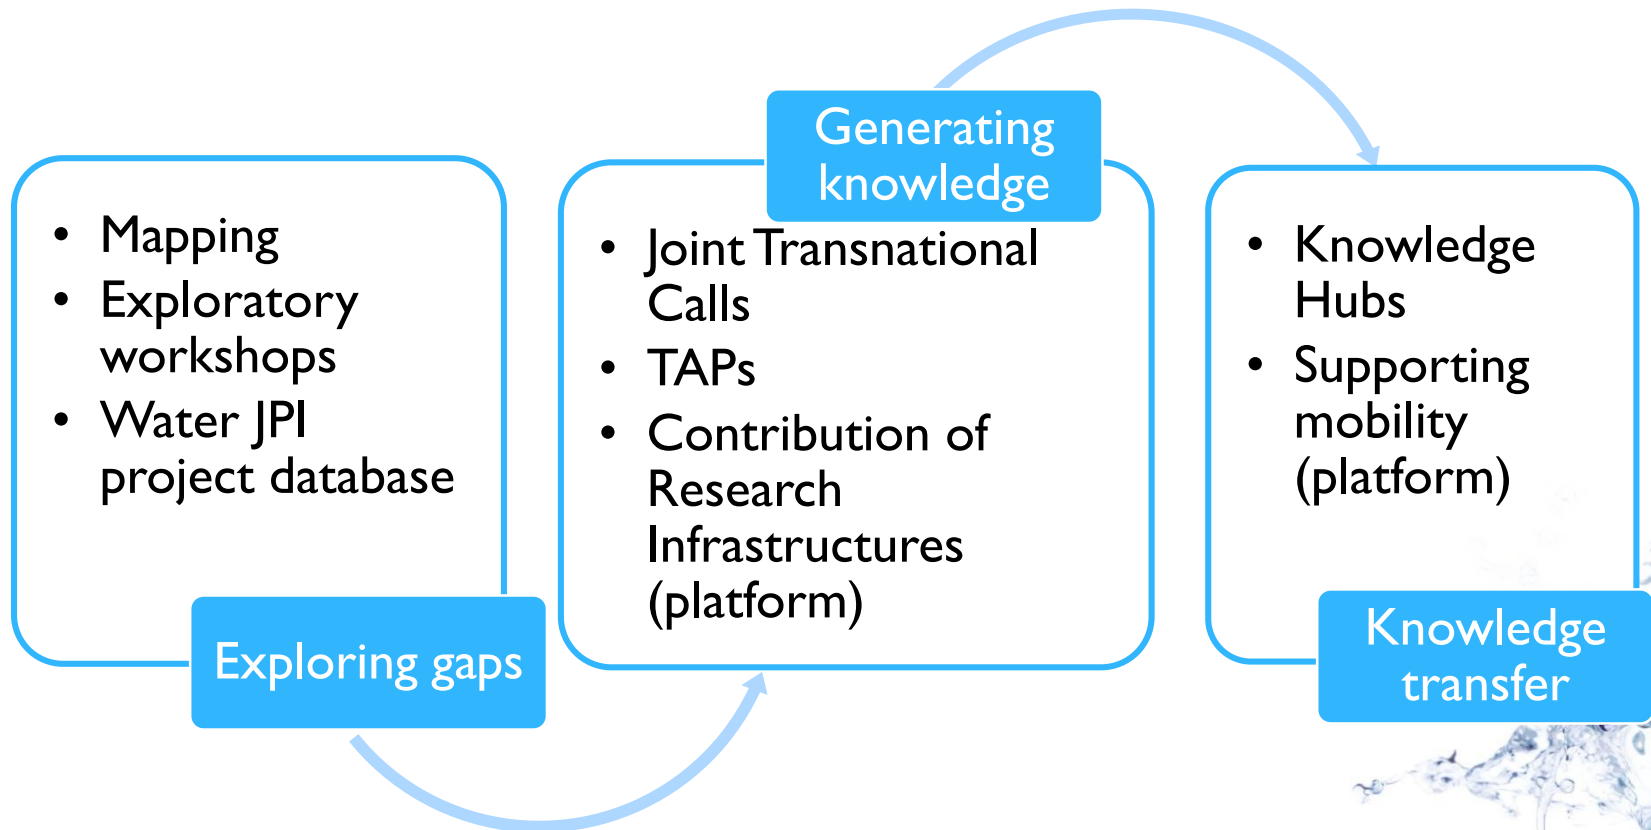 • Mapping
• Exploratory
workshops
• Water JPI
project database
Exploring gaps
Generating
knowledge
• Joint Transnational
Calls
• TAPs
• Contribution of
Research
Infrastructures
(platform)
• Knowledge
Hubs
• Supporting
mobility
(platform)
Knowledge
transfer